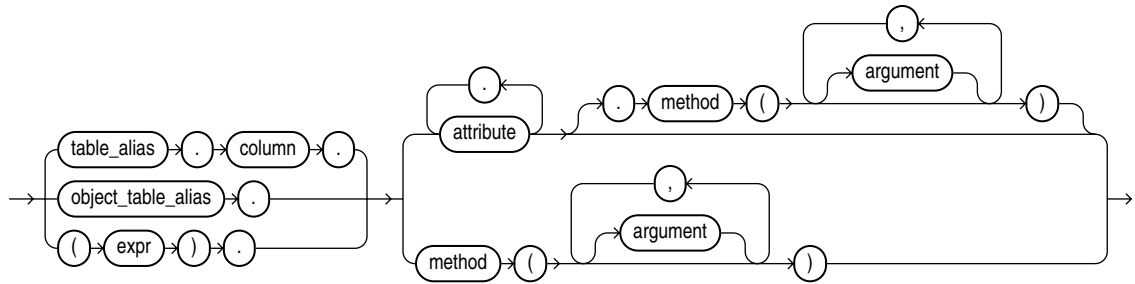 ,
argument
.
. method ( )
attribute
table_alias . column .
object_table_alias .
( expr ) .
,
argument
method ( )